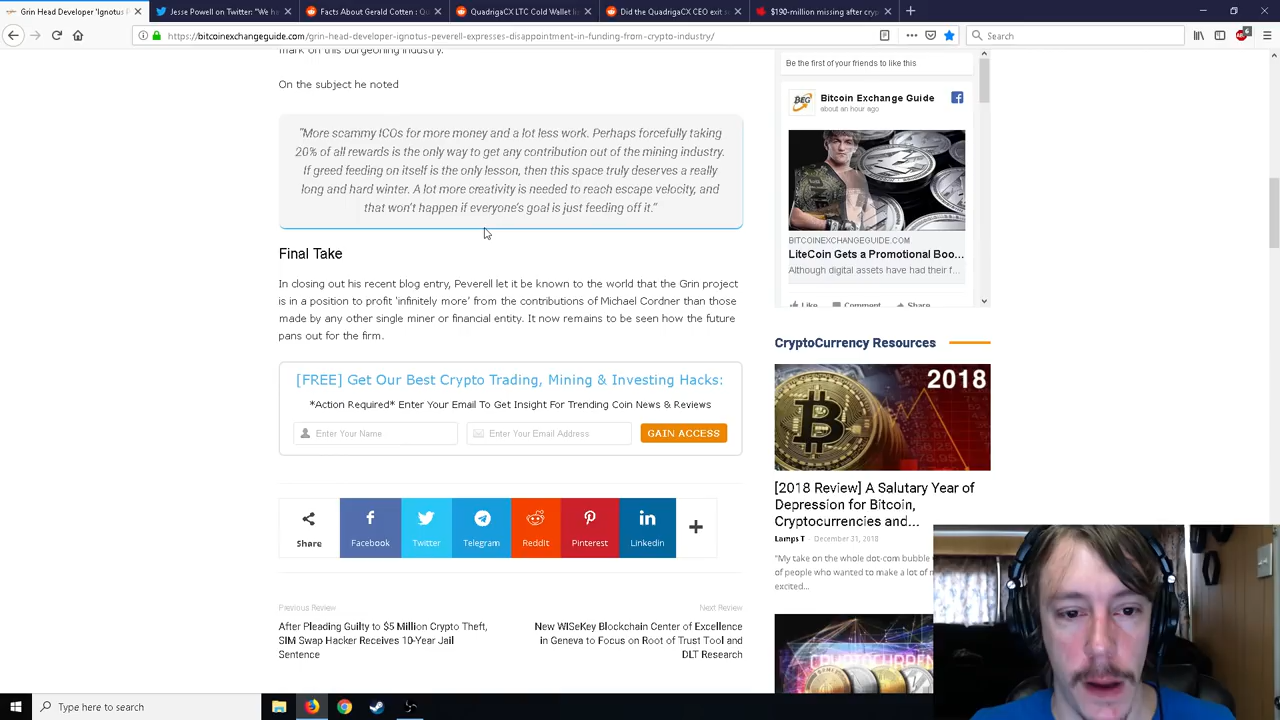 Grin Head Developer 'Ignotus P
Jesse Powell on Twitter: "We h
Facts About Gerald Cotten : Qu
QuadrigaCX LTC Cold Wallet
Did the QuadrigaCX CEO exit s
$190-million missing after cryp
https://bitcoinexchangeguide.com/grin-head-developer-ignotus-peverell-expresses-disappointment-in-funding-from-crypto-industry/
Search
mark on this burgeoning industry.
On the subject he noted
"More scammy ICOs for more money and a lot less work. Perhaps forcefully taking
20% of all rewards is the only way to get any contribution out of the mining industry.
If greed feeding on itself is the only lesson, then this space truly deserves a really
long and hard winter. A lot more creativity is needed to reach escape velocity, and
that won't happen if everyone's goal is just feeding off it."
Final Take
In closing out his recent blog entry, Peverell let it be known to the world that the Grin project
is in a position to profit 'infinitely more' from the contributions of Michael Cordner than those
made by any other single miner or financial entity. It now remains to be seen how the future
pans out for the firm.
[FREE] Get Our Best Crypto Trading, Mining & Investing Hacks:
*Action Required* Enter Your Email To Get Insight For Trending Coin News & Reviews
Enter Your Name
Enter Your Email Address
GAIN ACCESS
Share
Facebook
Twitter
Telegram
ReddIt
Pinterest
Linkedin
Previous Review
Next Review
After Pleading Guilty to $5 Million Crypto Theft,
SIM Swap Hacker Receives 10-Year Jail
Sentence
New WISeKey Blockchain Center of Excellence
in Geneva to Focus on Root of Trust Tool and
DLT Research
Be the first of your friends to like this
BEG
Bitcoin Exchange Guide
about an hour ago
BITCOINEXCHANGEGUIDE.COM
LiteCoin Gets a Promotional Boo...
Although digital assets have had their f...
Like
Comment
Share
CryptoCurrency Resources
2018
[2018 Review] A Salutary Year of
Depression for Bitcoin,
Cryptocurrencies and...
Lamps T
December 31, 2018
"My take on the whole dot-com bubble
of people who wanted to make a lot of
excited...
CRYPTOCURREN
Type here to search